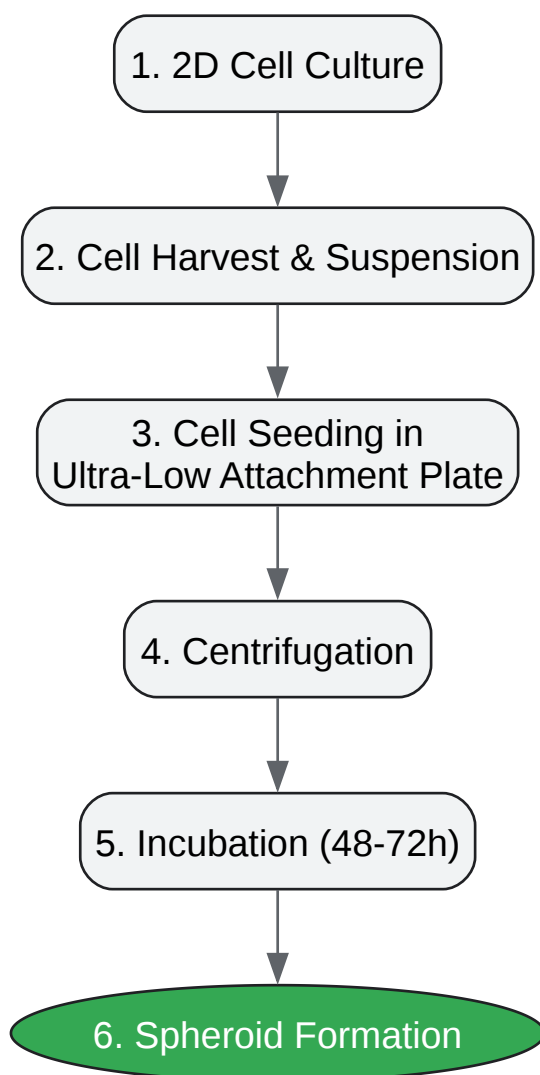 1. 2D Cell Culture
2. Cell Harvest & Suspension
3. Cell Seeding in
Ultra-Low Attachment Plate
4. Centrifugation
5. Incubation (48-72h)
6. Spheroid Formation